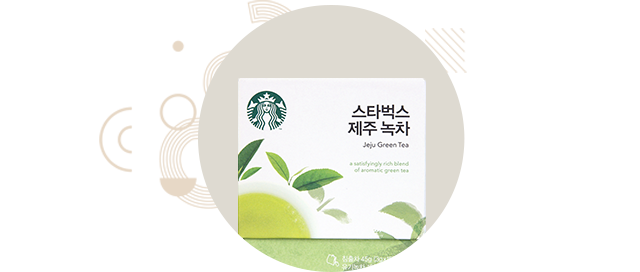 스타벅스
제주 녹차
Jeju Green Tea
a satisfyingly rich blend
of aromatic green tea